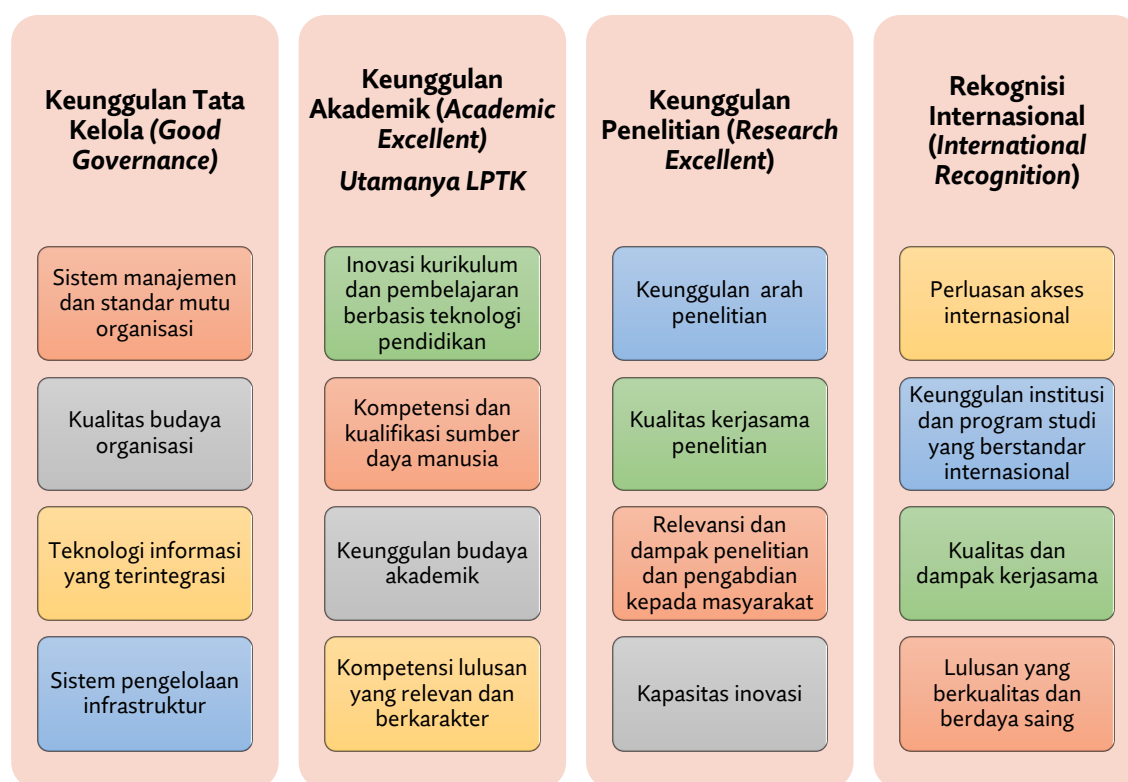 Keunggulan Tata
Kelola (Good
Governance)
Sistem manajemen
dan standar mutu
organisasi
Kualitas budaya
organisasi
Teknologi informasi
yang terintegrasi
Sistem pengelolaan
infrastruktur
Keunggulan
Akademik (Academic
Excellent)
Utamanya LPTK
Inovasi kurikulum
dan pembelajaran
berbasis teknologi
pendidikan
Kompetensi dan
kualifikasi sumber
daya manusia
Keunggulan budaya
akademik
Kompetensi lulusan
yang relevan dan
berkarakter
Keunggulan
Penelitian (Research
Excellent)
Keunggulan arah
penelitian
Kualitas kerjasama
penelitian
Relevansi dan
dampak penelitian
dan pengabdian
kepada masyarakat
Kapasitas inovasi
Rekognisi
Internasional
(International
Recognition)
Perluasan akses
internasional
Keunggulan institusi
dan program studi
yang berstandar
internasional
Kualitas dan
dampak kerjasama
Lulusan yang
berkualitas dan
berdaya saing